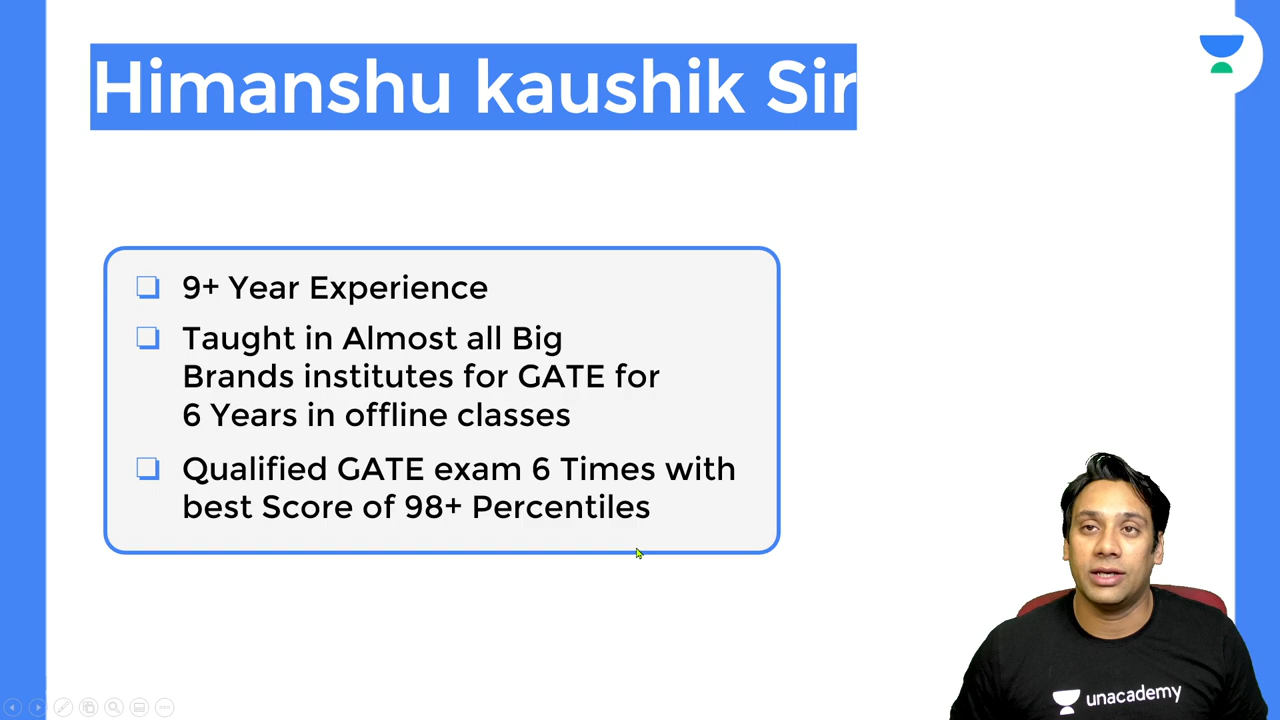 Himanshu kaushik Sir
9+ Year Experience
Taught in Almost all Big
Brands institutes for GATE for
6 Years in offline classes
Qualified GATE exam 6 Times with
best Score of 98+ Percentiles
unacademy